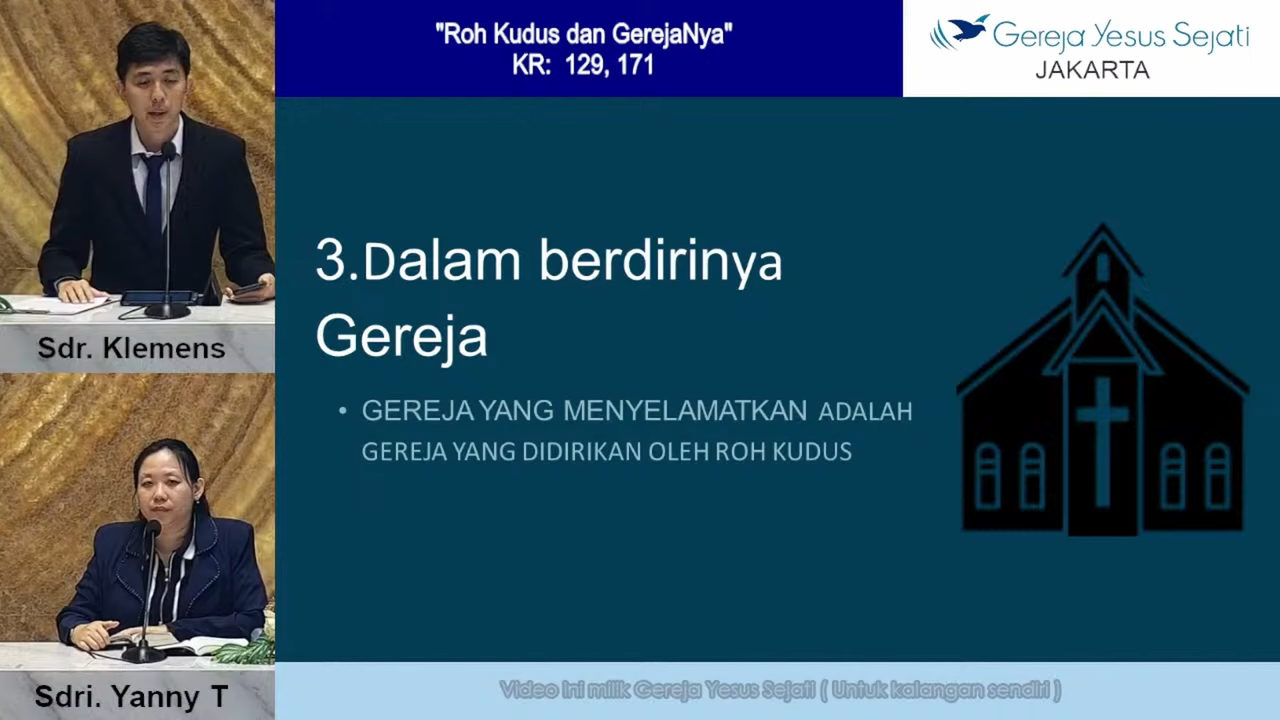 "Roh Kudus dan GerejaNya"
KR: 129, 171
Gereja Yesus Sejati
JAKARTA
3.Dalam berdirinya
Gereja
• GEREJA YANG MENYELAMATKAN ADALAH
GEREJA YANG DIDIRIKAN OLEH ROH KUDUS
Sdr. Klemens
Sdri. Yanny T
Video ini milik Gereja Yesus Sejati ( Untuk kalangan sendiri )